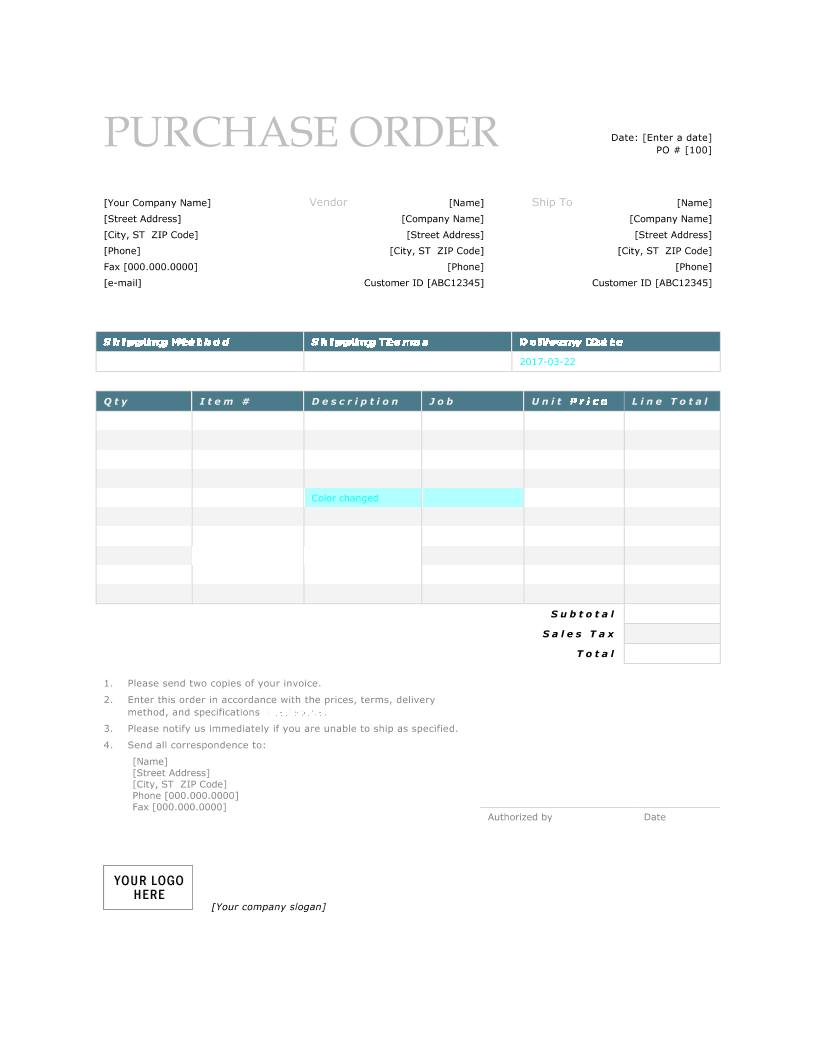 PURCHASE ORDER
Date: [Enter a date]
PO # [100]
[Your Company Name]
[Street Address]
[City, ST  ZIP Code]
[Phone]
Fax [000.000.0000]
[e-mail]
Vendor
[Name]
[Company Name]
[Street Address]
[City, ST  ZIP Code]
[Phone]
Customer ID [ABC12345]
Ship To
[Name]
[Company Name]
[Street Address]
[City, ST  ZIP Code]
[Phone]
Customer ID [ABC12345]
Shipping Method Shipping Terms Delivery Date
2017-03-22
Qty Item # Description Job Unit Price Line Total
Color changed
Subtotal
Sales Tax
Total
1. Please send two copies of your invoice.
2. Enter this order in accordance with the prices, terms, delivery
method, and specifications
3. Please notify us immediately if you are unable to ship as specified.
4. Send all correspondence to:
[Name]
[Street Address]
[City, ST  ZIP Code]
Phone [000.000.0000]
Fax [000.000.0000]
Authorized by Date
YOUR LOGO
HERE
[Your company slogan]